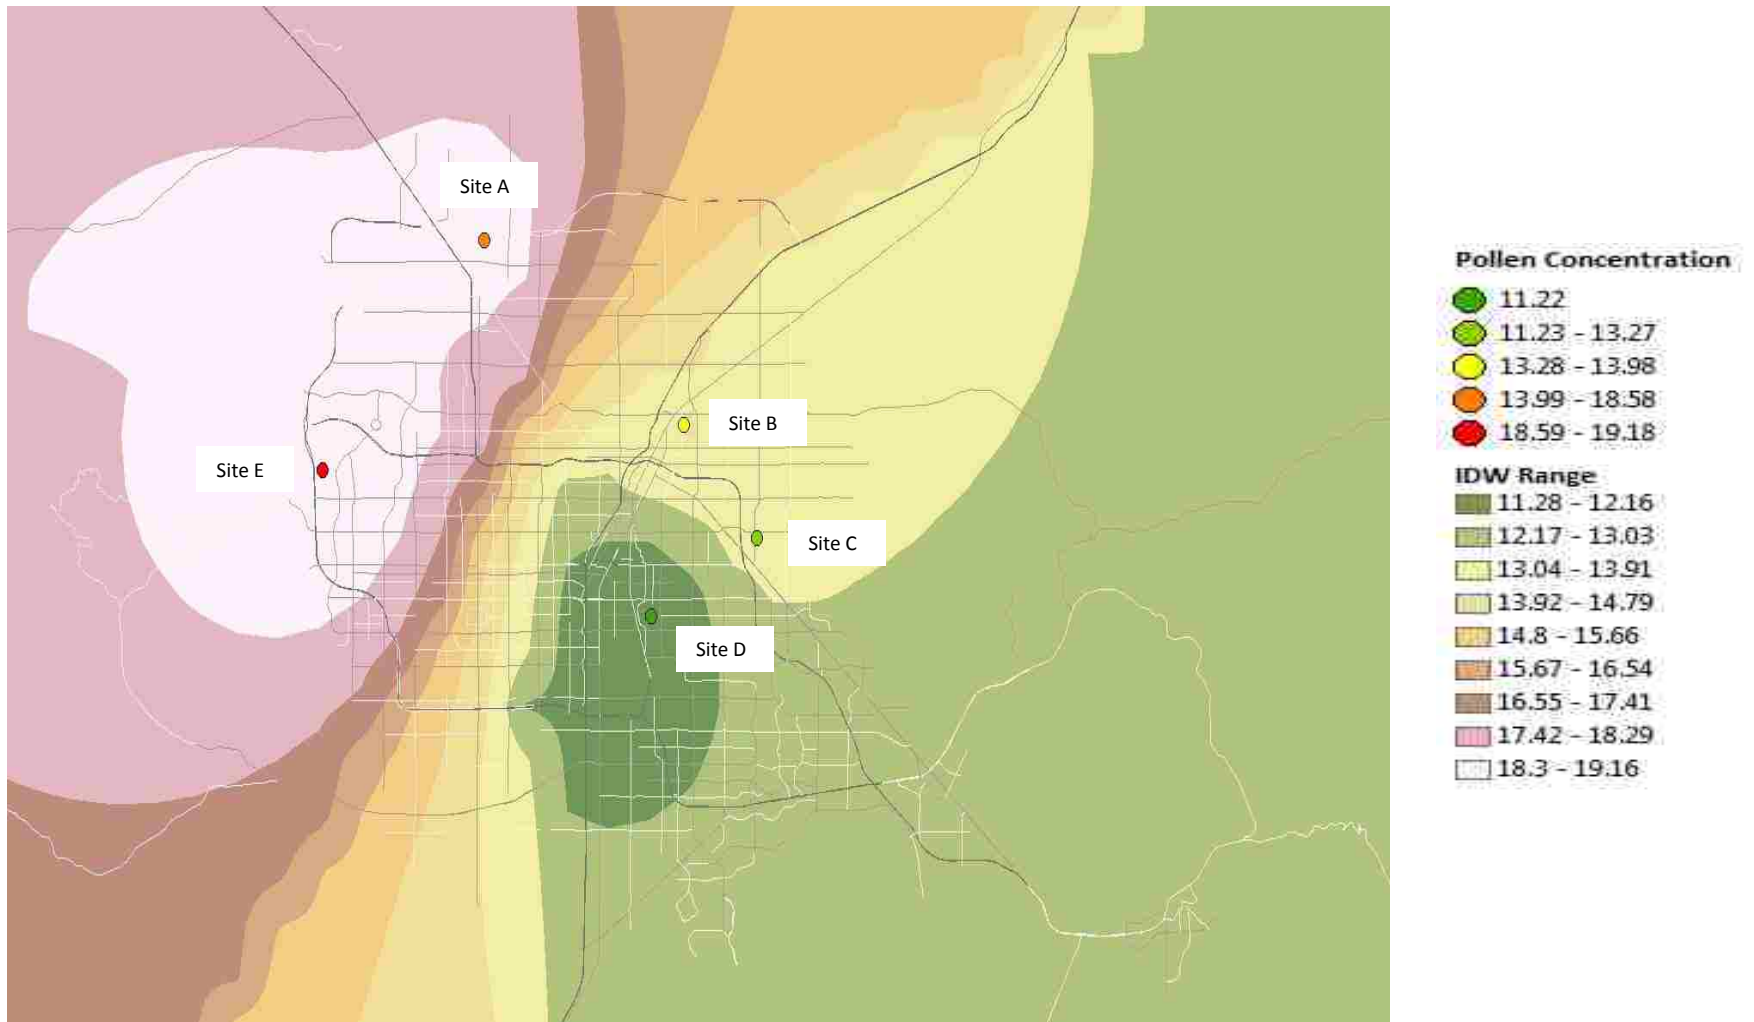 Site A
Site B
Site E
Site C
Site D
Pollen Concentration
11.22
11.23 - 13.27
13.28 - 13.98
13.99 - 18.58
18.59 - 19.18
IDW Range
11.28 - 12.16
12.17 - 13.03
13.04 - 13.91
13.92 - 14.79
14.8 - 15.66
15.67 - 16.54
16.55 - 17.41
17.42 - 18.29
18.3 - 19.16